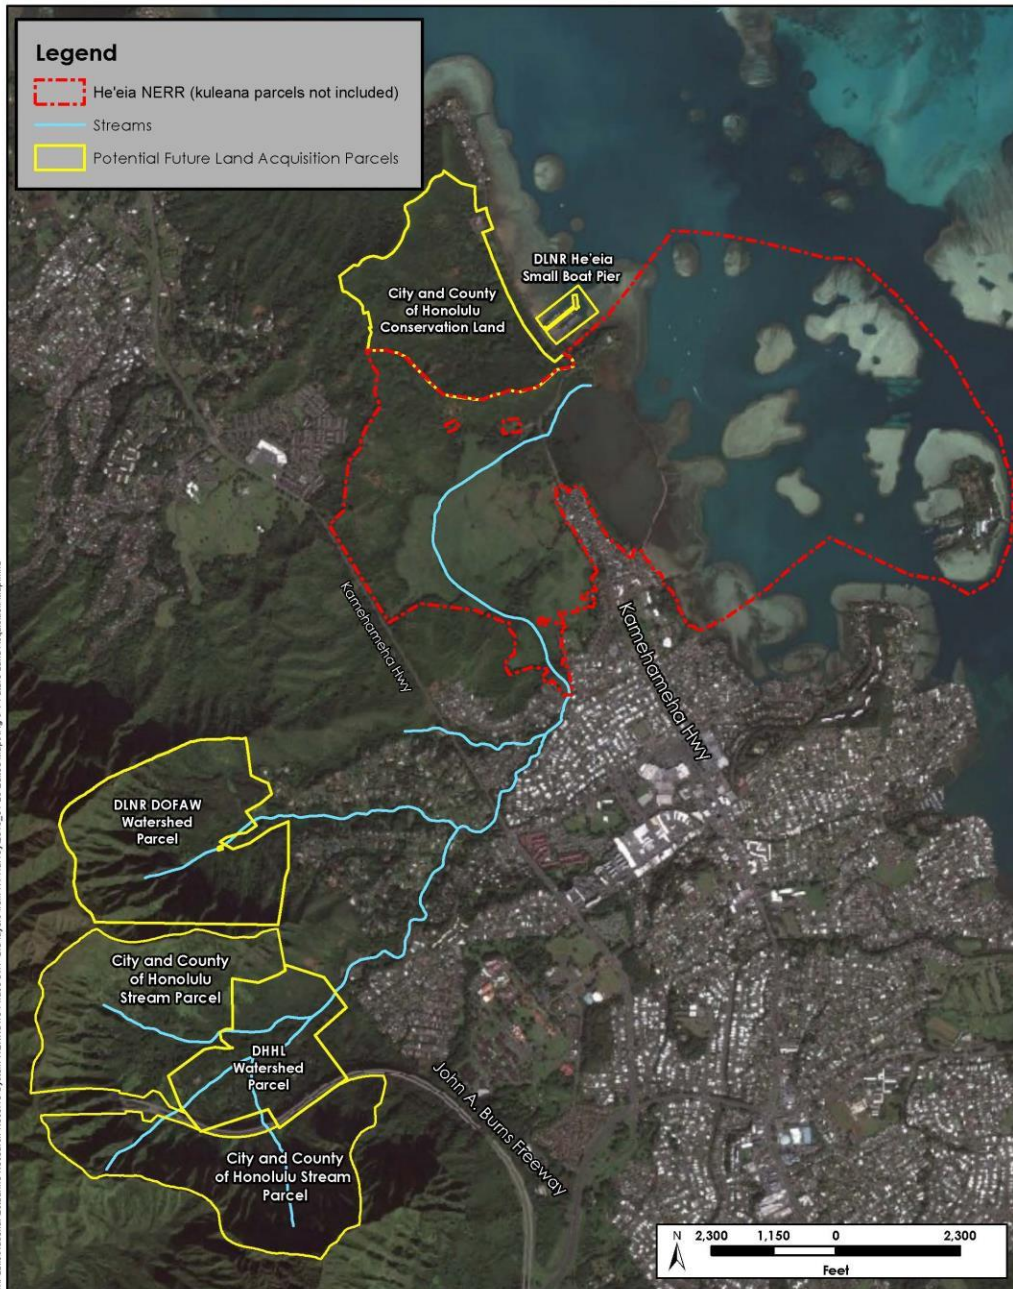 Legend
He'eia NERR (kuleana parcels not included)
Streams
Potential Future Land Acquisition Parcels
DLNR He'eia
Small Boat Pier
City and County
of Honolulu
Conservation Land
Kamehameha Hwy
Kamehameha Hwy
DLNR DOFAW
Watershed
Parcel
City and County
of Honolulu
Stream Parcel
DHHL
Watershed
Parcel
John A. Burns Freeway
City and County
of Honolulu Stream
Parcel
N
2,300 1,150 0 2,300
Feet